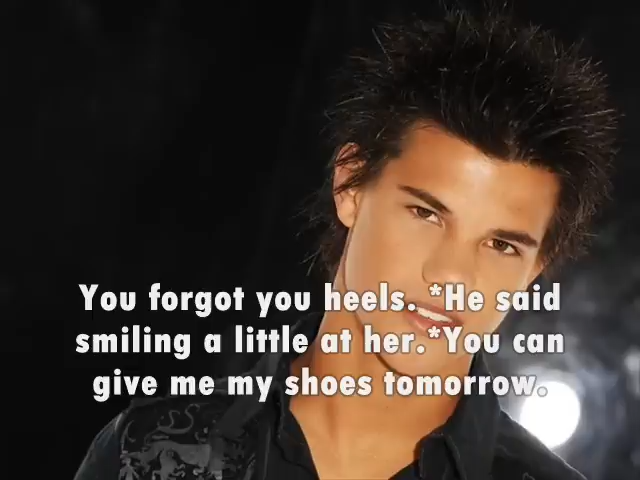 You forgot you heels. *He said
smiling a little at her.*You can
give me my shoes tomorrow.